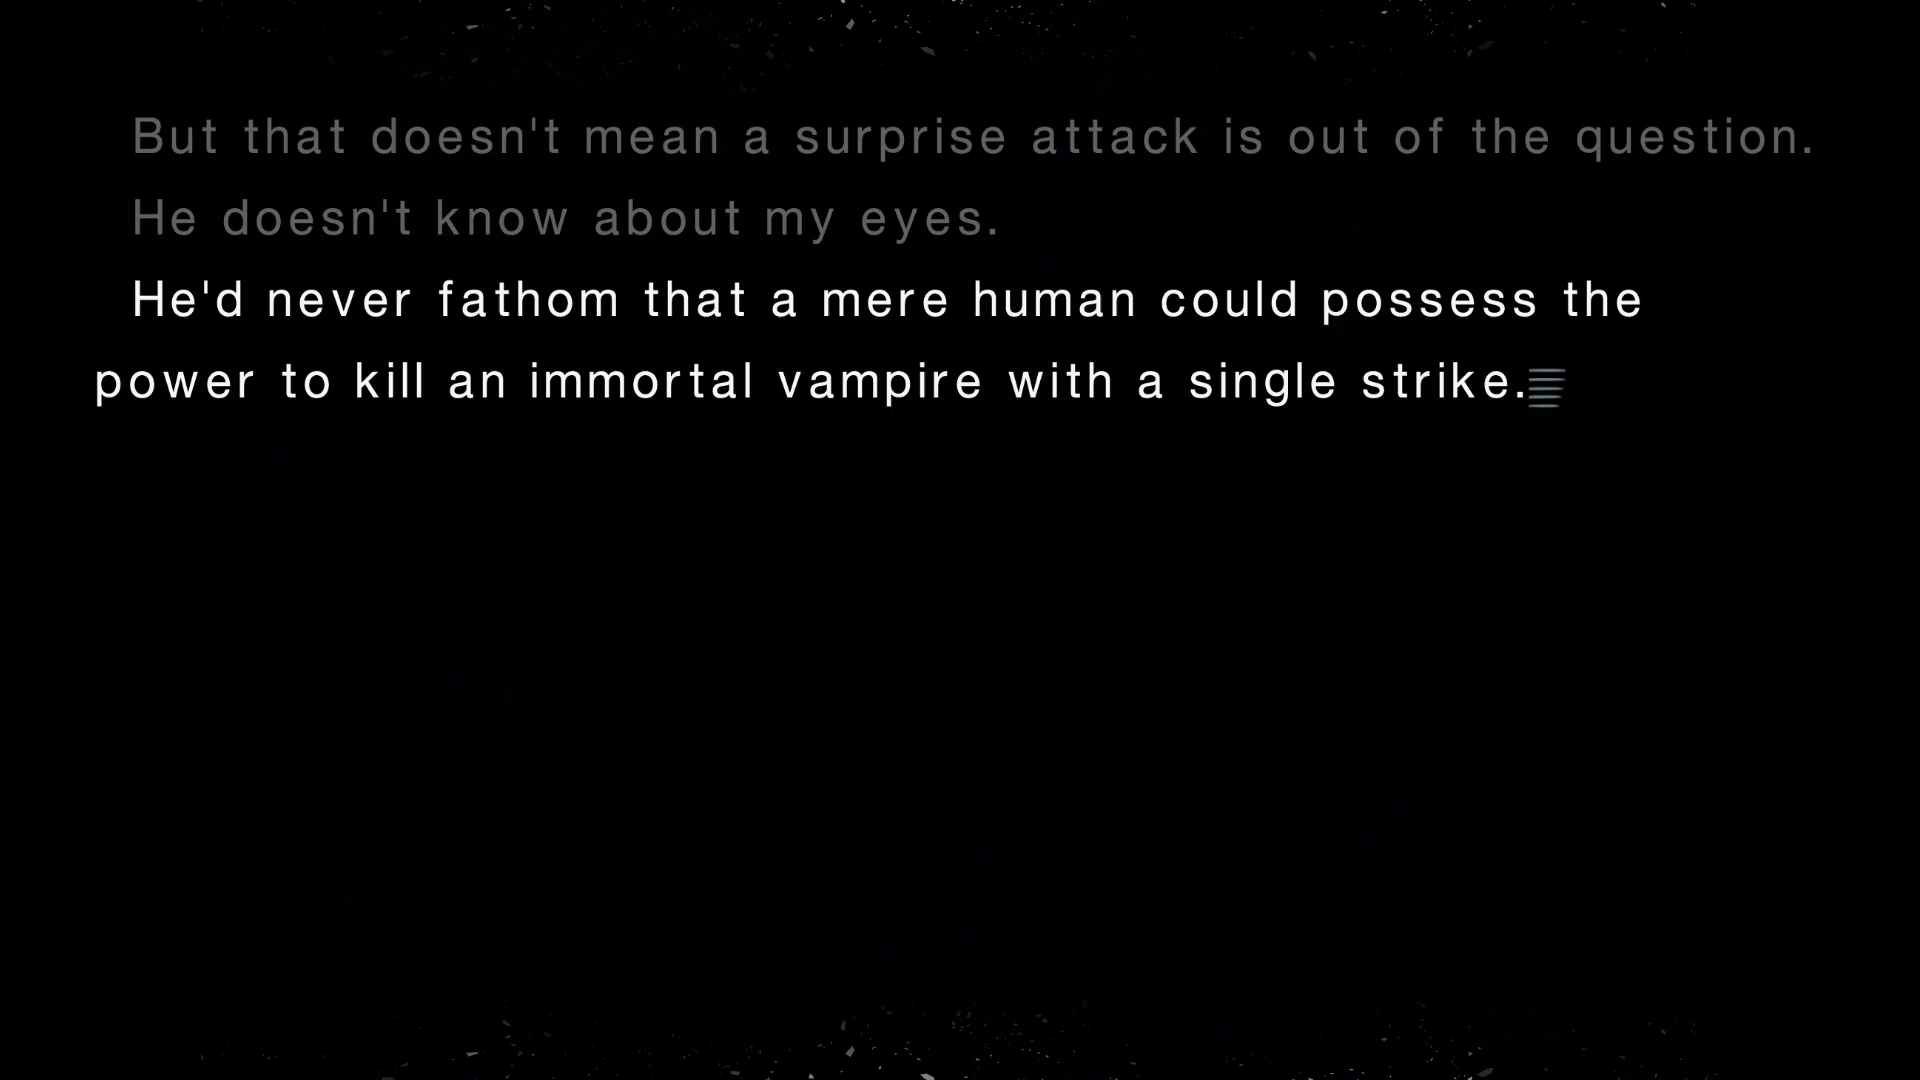 But that doesn't mean a surprise attack is out of the question.
He doesn't know about my eyes.
He'd never fathom that a mere human could possess the
power to kill an immortal vampire with a single strike.